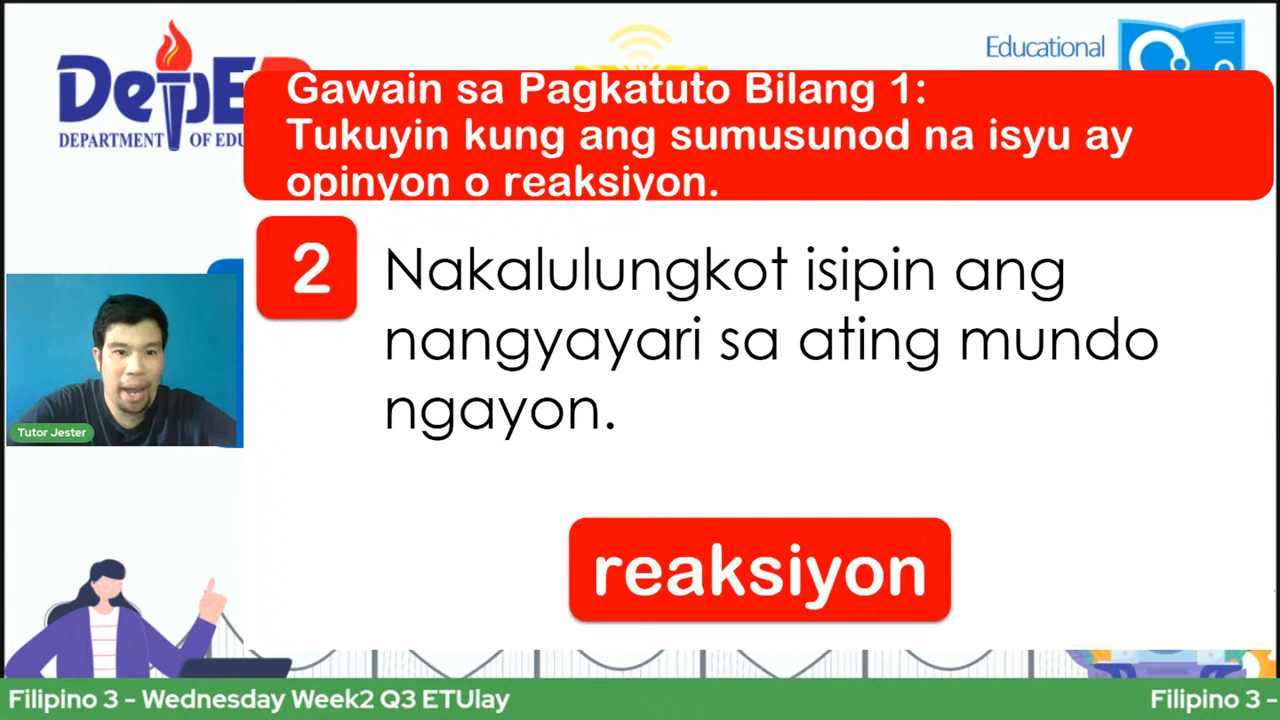 DepE
DEPARTMENT OF EDU
Educational
Gawain sa Pagkatuto Bilang 1:
Tukuyin kung ang sumusunod na isyu ay
opinyon o reaksiyon.
2
Nakalulungkot isipin ang
nangyayari sa ating mundo
ngayon.
Tutor Jester
reaksiyon
Filipino 3 - Wednesday Week2 Q3 ETUlay
Filipino 3 -